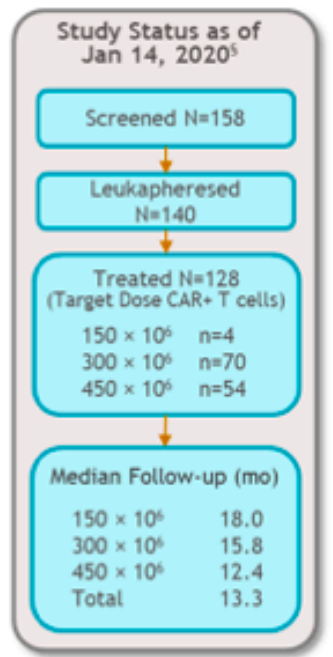 Study Status as of
Jan 14, 2020⁵
Screened N=158
Leukapheresed
N=140
Treated N=128
(Target Dose CAR+ T cells)
150 × 10⁶ n=4
300 × 10⁶ n=70
450 × 10⁶ n=54
Median Follow-up (mo)
150 × 10⁶ 18.0
300 × 10⁶ 15.8
450 × 10⁶ 12.4
Total 13.3